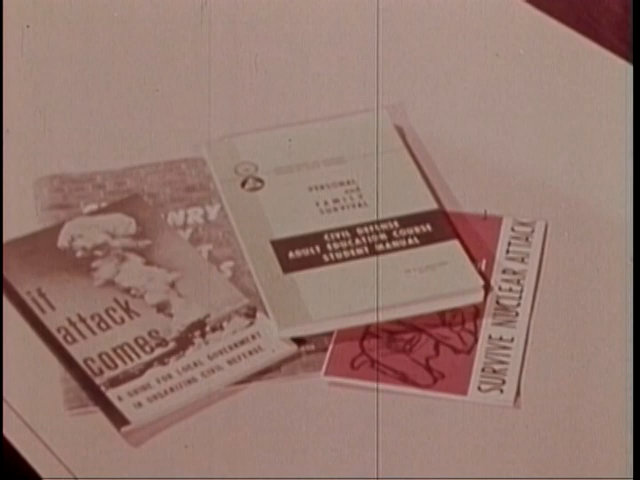 PERSONAL
and
FAMILY
SURVIVAL
CIVIL DEFENSE
ADULT EDUCATION COURSE
STUDENT MANUAL
if
attack
comes
A GUIDE FOR LOCAL GOVERNMENT
IN ORGANIZING CIVIL DEFENSE
NRY
SURVIVE NUCLEAR ATTACK